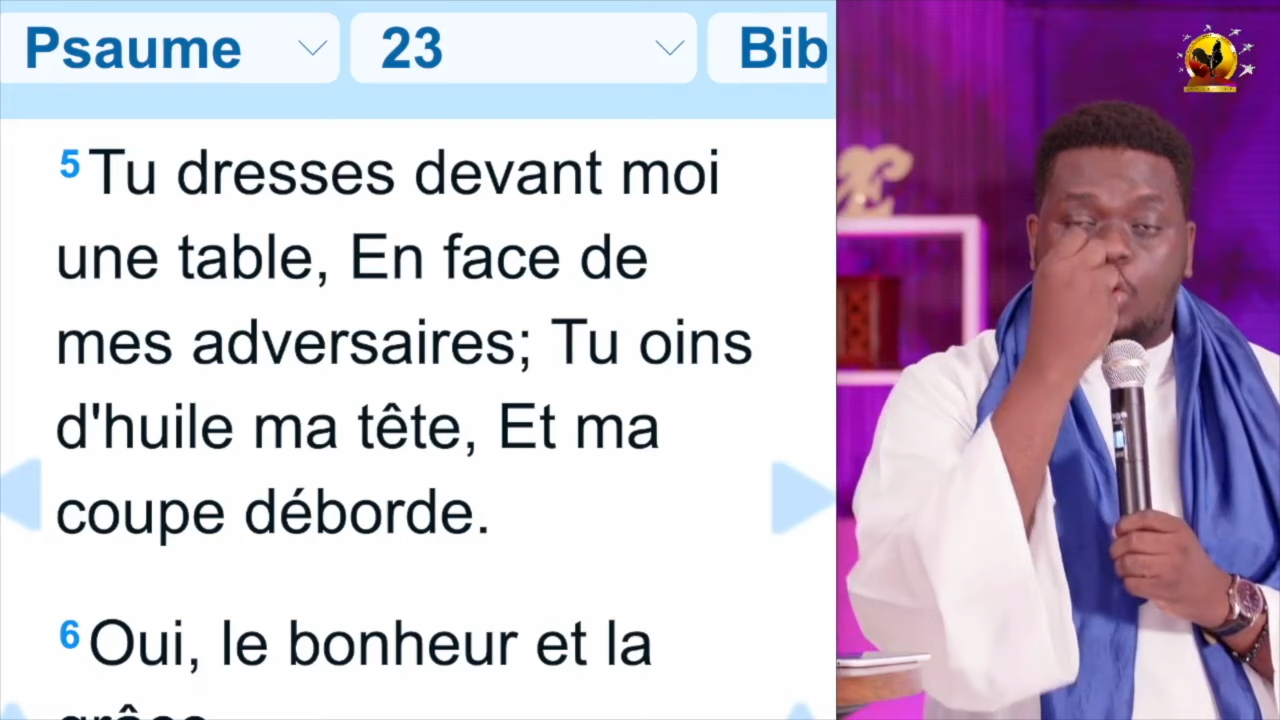 Psaume 23 Bib
5 Tu dresses devant moi
une table, En face de
mes adversaires; Tu oins
d'huile ma tête, Et ma
coupe déborde.
6 Oui, le bonheur et la
grâce